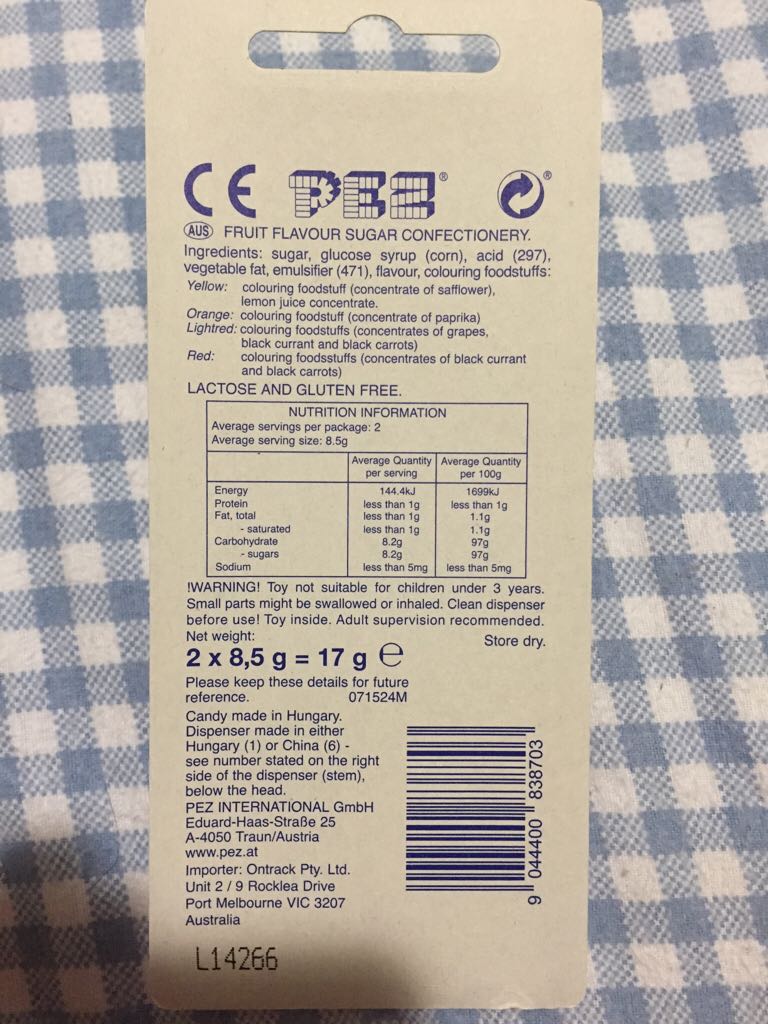 CE PEZ® ®
AUS FRUIT FLAVOUR SUGAR CONFECTIONERY.
Ingredients: sugar, glucose syrup (corn), acid (297),
vegetable fat, emulsifier (471), flavour, colouring foodstuffs:
Yellow: colouring foodstuff (concentrate of safflower),
lemon juice concentrate.
Orange: colouring foodstuff (concentrate of paprika)
Lightred: colouring foodstuffs (concentrates of grapes,
black currant and black carrots)
Red: colouring foodsstuffs (concentrates of black currant
and black carrots)
LACTOSE AND GLUTEN FREE.
NUTRITION INFORMATION
Average servings per package: 2
Average serving size: 8.5g
Average Quantity per serving Average Quantity per 100g
Energy 144.4kJ 1699kJ
Protein less than 1g less than 1g
Fat, total less than 1g 1.1g
- saturated less than 1g 1.1g
Carbohydrate 8.2g 97g
- sugars 8.2g 97g
Sodium less than 5mg less than 5mg
!WARNING! Toy not suitable for children under 3 years.
Small parts might be swallowed or inhaled. Clean dispenser
before use! Toy inside. Adult supervision recommended.
Net weight: Store dry.
2 x 8,5 g = 17 g ℮
Please keep these details for future
reference. 071524M
Candy made in Hungary.
Dispenser made in either
Hungary (1) or China (6) -
see number stated on the right
side of the dispenser (stem),
below the head.
PEZ INTERNATIONAL GmbH
Eduard-Haas-Straße 25
A-4050 Traun/Austria
www.pez.at
Importer: Ontrack Pty. Ltd.
Unit 2 / 9 Rocklea Drive
Port Melbourne VIC 3207
Australia
9 044400 838703
L14266